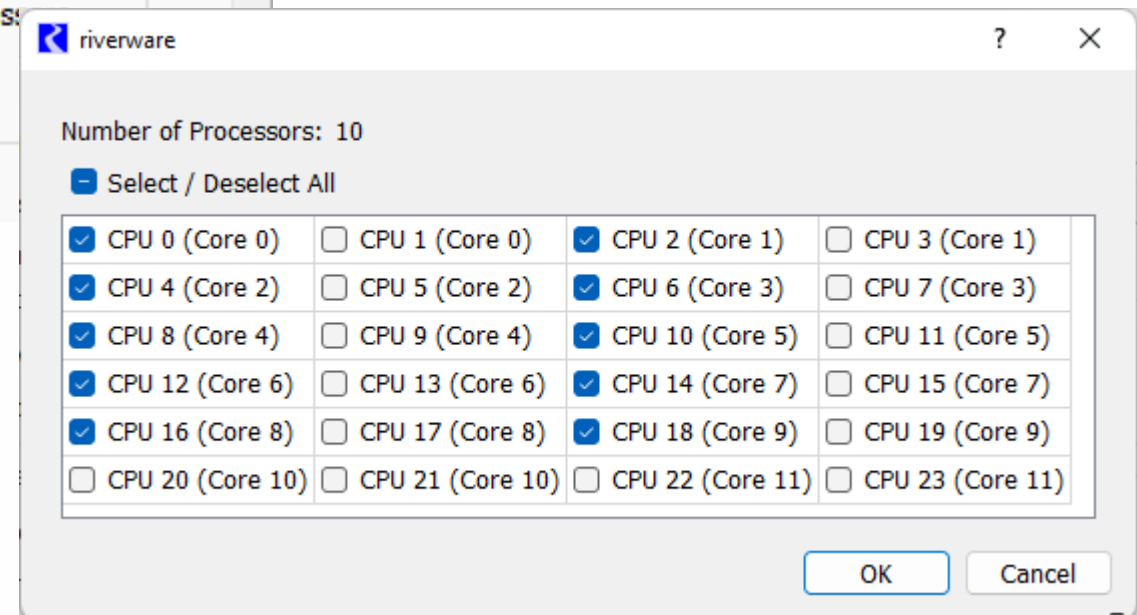 ss
riverware ?
Number of Processors: 10
Select / Deselect All
CPU 0 (Core 0) CPU 1 (Core 0) CPU 2 (Core 1) CPU 3 (Core 1)
CPU 4 (Core 2) CPU 5 (Core 2) CPU 6 (Core 3) CPU 7 (Core 3)
CPU 8 (Core 4) CPU 9 (Core 4) CPU 10 (Core 5) CPU 11 (Core 5)
CPU 12 (Core 6) CPU 13 (Core 6) CPU 14 (Core 7) CPU 15 (Core 7)
CPU 16 (Core 8) CPU 17 (Core 8) CPU 18 (Core 9) CPU 19 (Core 9)
CPU 20 (Core 10) CPU 21 (Core 10) CPU 22 (Core 11) CPU 23 (Core 11)
OK Cancel